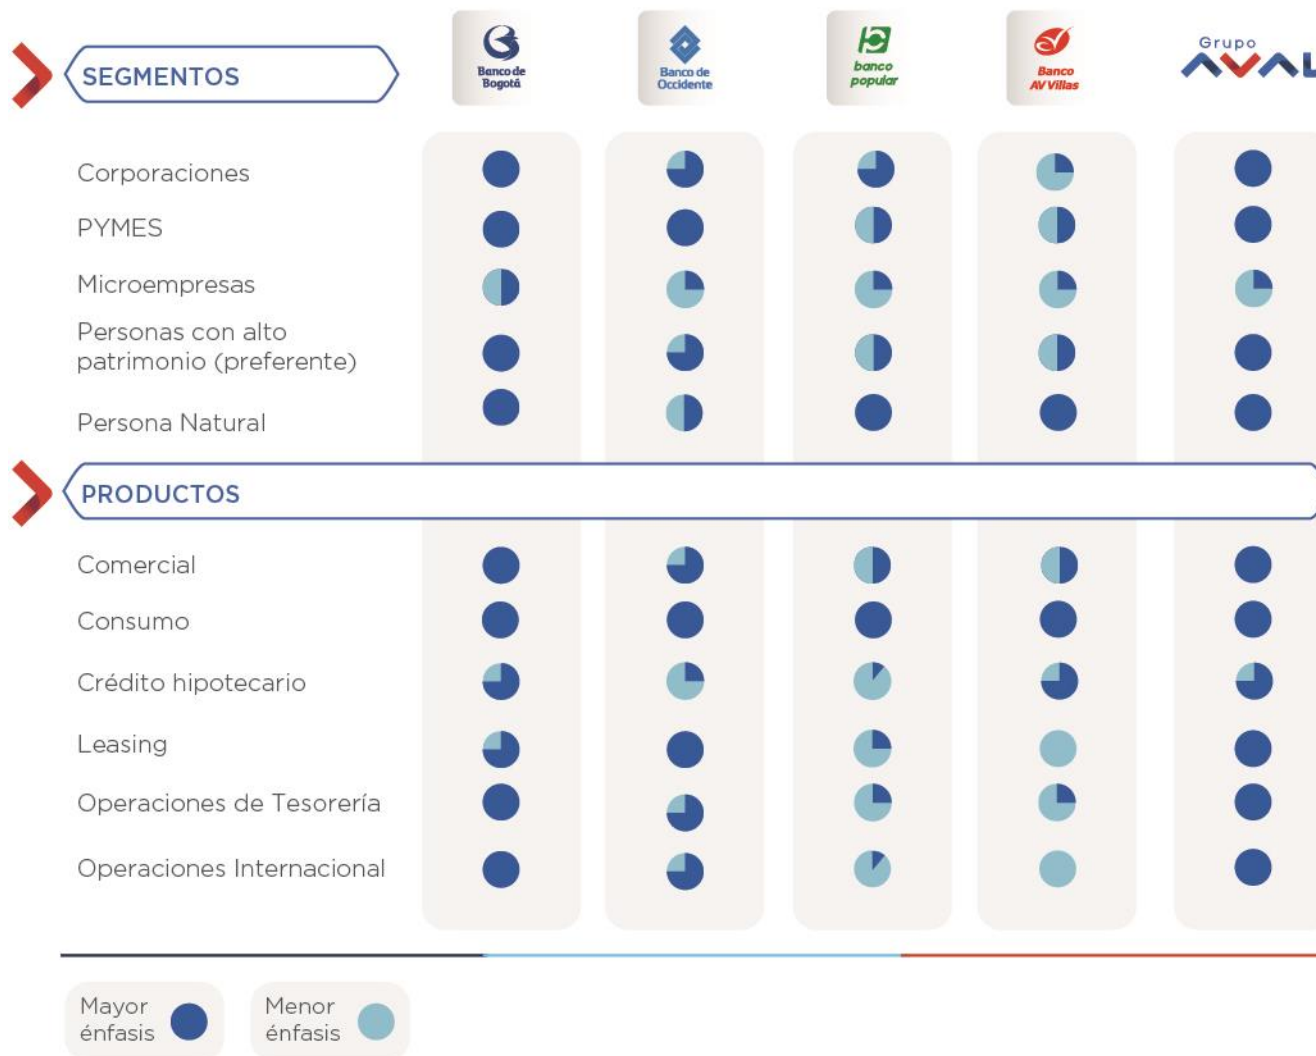 SEGMENTOS
Banco de
Bogotá
Banco de
Occidente
banco
popular
Banco
AV Villas
Grupo
AVAL
Corporaciones
PYMES
Microempresas
Personas con alto
patrimonio (preferente)
Persona Natural
PRODUCTOS
Comercial
Consumo
Crédito hipotecario
Leasing
Operaciones de Tesorería
Operaciones Internacional
Mayor
énfasis
Menor
énfasis